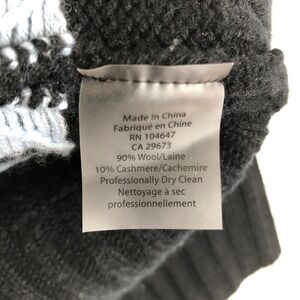 Made in China
Fabriqué en Chine
RN 104647
CA 29673
90% Wool/Laine
10% Cashmere/Cachemire
Professionally Dry Clean
Nettoyage à sec
professionnellement